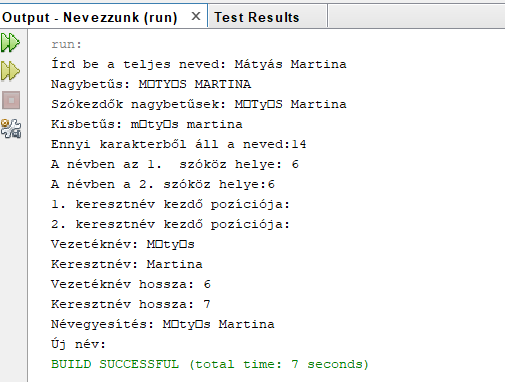 Output - Nevezzunk (run) × Test Results
run:
Írd be a teljes neved: Mátyás Martina
Nagybetűs: M□TY□S MARTINA
Szókezdők nagybetűsek: M□TY□S Martina
Kisbetűs: m□ty□s martina
Ennyi karakterből áll a neved:14
A névben az 1.  szóköz helye: 6
A névben a 2. szóköz helye:6
1. keresztnév kezdő pozíciója:
2. keresztnév kezdő pozíciója:
Vezetéknév: M□ty□s
Keresztnév: Martina
Vezetéknév hossza: 6
Keresztnév hossza: 7
Névegyesítés: M□ty□s Martina
Új név:
BUILD SUCCESSFUL (total time: 7 seconds)